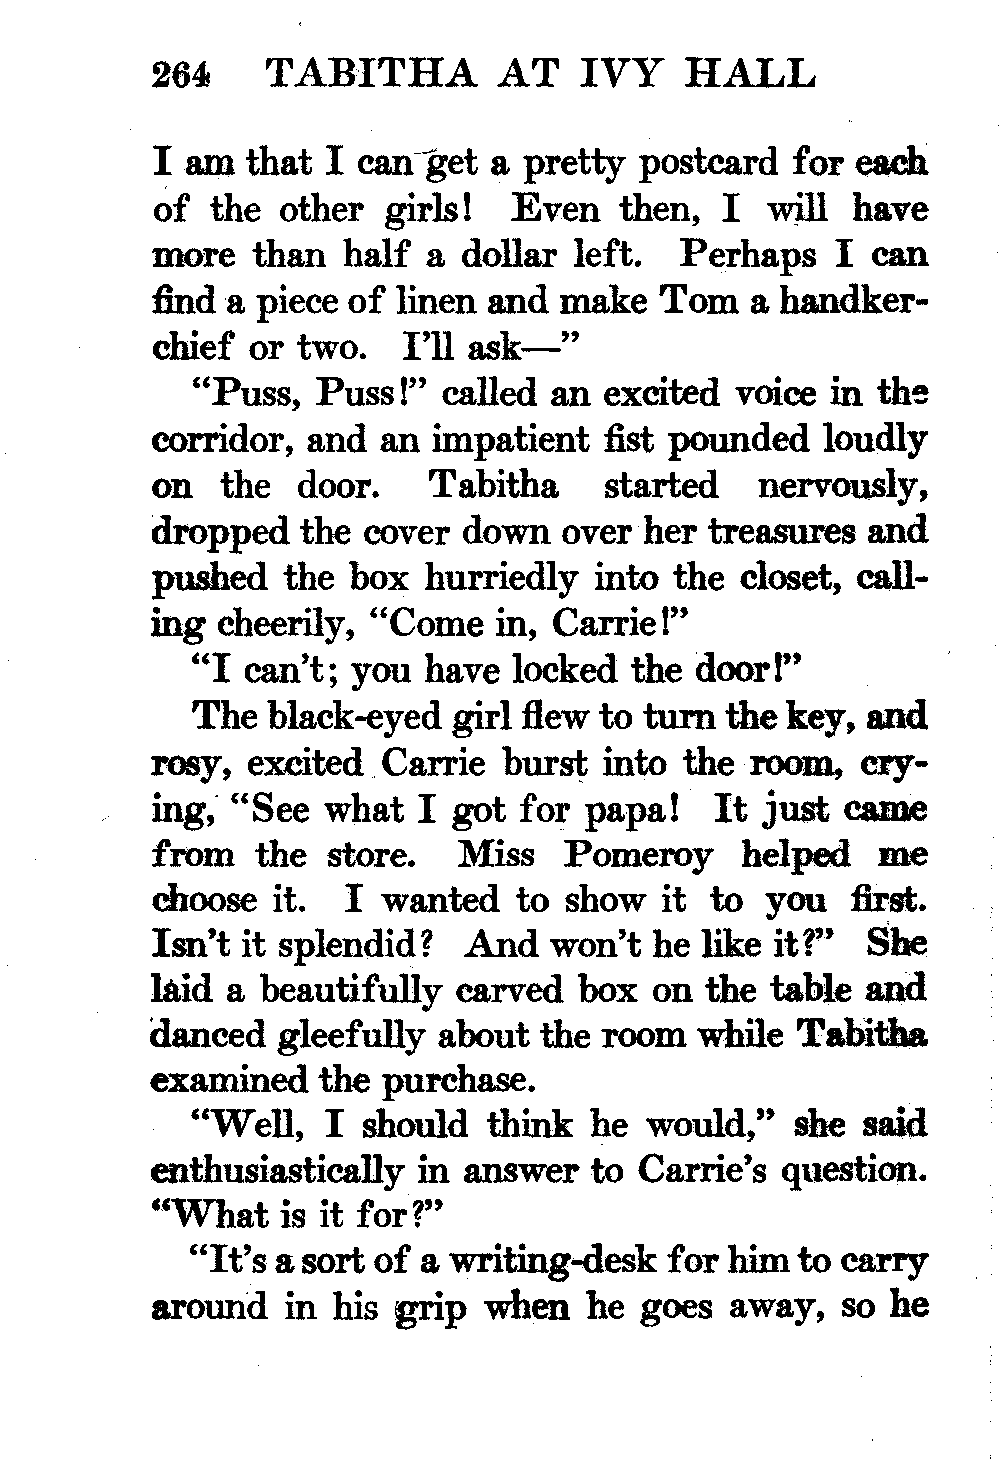 264 TABITHA AT IVY HALL
I am that I can get a pretty postcard for each
of the other girls! Even then, I will have
more than half a dollar left. Perhaps I can
find a piece of linen and make Tom a handker-
chief or two. I'll ask—”
“Puss, Puss!” called an excited voice in the
corridor, and an impatient fist pounded loudly
on the door. Tabitha started nervously,
dropped the cover down over her treasures and
pushed the box hurriedly into the closet, call-
ing cheerily, “Come in, Carrie!”
“I can't; you have locked the door!”
The black-eyed girl flew to turn the key, and
rosy, excited Carrie burst into the room, cry-
ing, “See what I got for papa! It just came
from the store. Miss Pomeroy helped me
choose it. I wanted to show it to you first.
Isn't it splendid? And won't he like it?” She
laid a beautifully carved box on the table and
danced gleefully about the room while Tabitha
examined the purchase.
“Well, I should think he would,” she said
enthusiastically in answer to Carrie's question.
“What is it for?”
“It's a sort of a writing-desk for him to carry
around in his grip when he goes away, so he